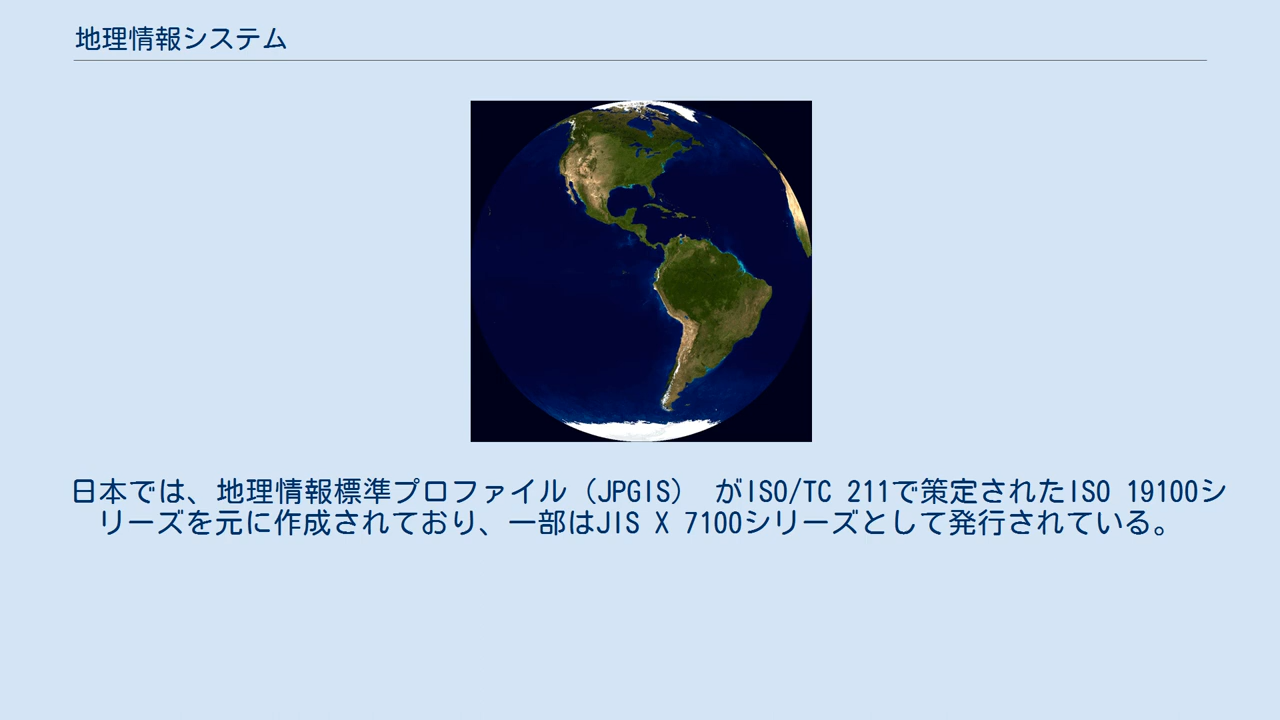 地理情報システム
日本では、地理情報標準プロファイル（JPGIS） がISO/TC 211で策定されたISO 19100シ
リーズを元に作成されており、一部はJIS X 7100シリーズとして発行されている。